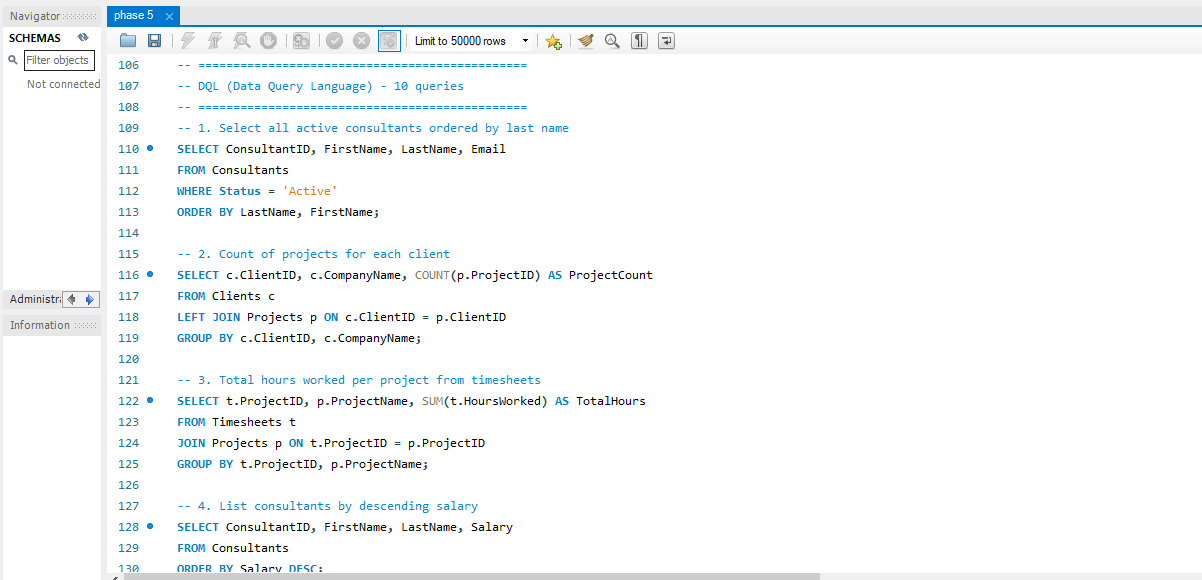 Navigator
SCHEMAS
Filter objects
Not connected
Administra
Information
phase 5
Limit to 50000 rows
106 -- ===============================================
107 -- DQL (Data Query Language) - 10 queries
108 -- ===============================================
109 -- 1. Select all active consultants ordered by last name
110 SELECT ConsultantID, FirstName, LastName, Email
111 FROM Consultants
112 WHERE Status = 'Active'
113 ORDER BY LastName, FirstName;
114
115 -- 2. Count of projects for each client
116 SELECT c.ClientID, c.CompanyName, COUNT(p.ProjectID) AS ProjectCount
117 FROM Clients c
118 LEFT JOIN Projects p ON c.ClientID = p.ClientID
119 GROUP BY c.ClientID, c.CompanyName;
120
121 -- 3. Total hours worked per project from timesheets
122 SELECT t.ProjectID, p.ProjectName, SUM(t.HoursWorked) AS TotalHours
123 FROM Timesheets t
124 JOIN Projects p ON t.ProjectID = p.ProjectID
125 GROUP BY t.ProjectID, p.ProjectName;
126
127 -- 4. List consultants by descending salary
128 SELECT ConsultantID, FirstName, LastName, Salary
129 FROM Consultants
130 ORDER BY Salary DESC;